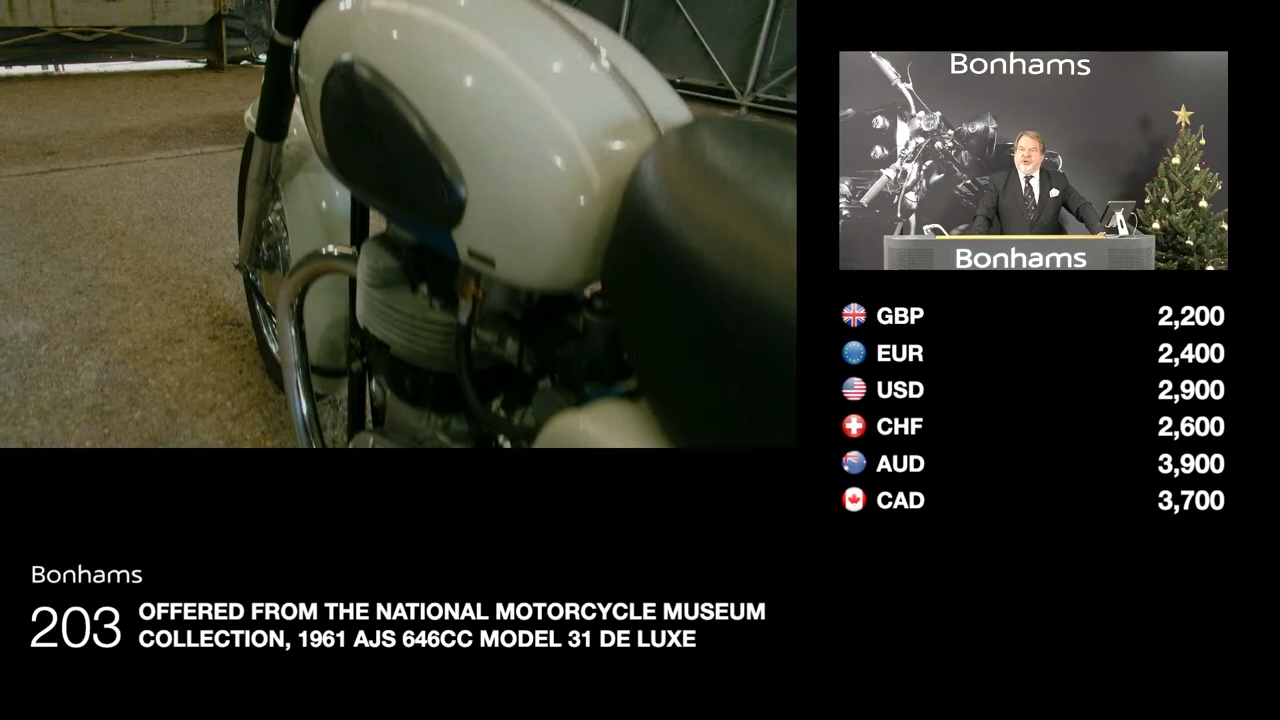 Bonhams
Bonhams
GBP 2,200
EUR 2,400
USD 2,900
CHF 2,600
AUD 3,900
CAD 3,700
Bonhams
203
OFFERED FROM THE NATIONAL MOTORCYCLE MUSEUM
COLLECTION, 1961 AJS 646CC MODEL 31 DE LUXE